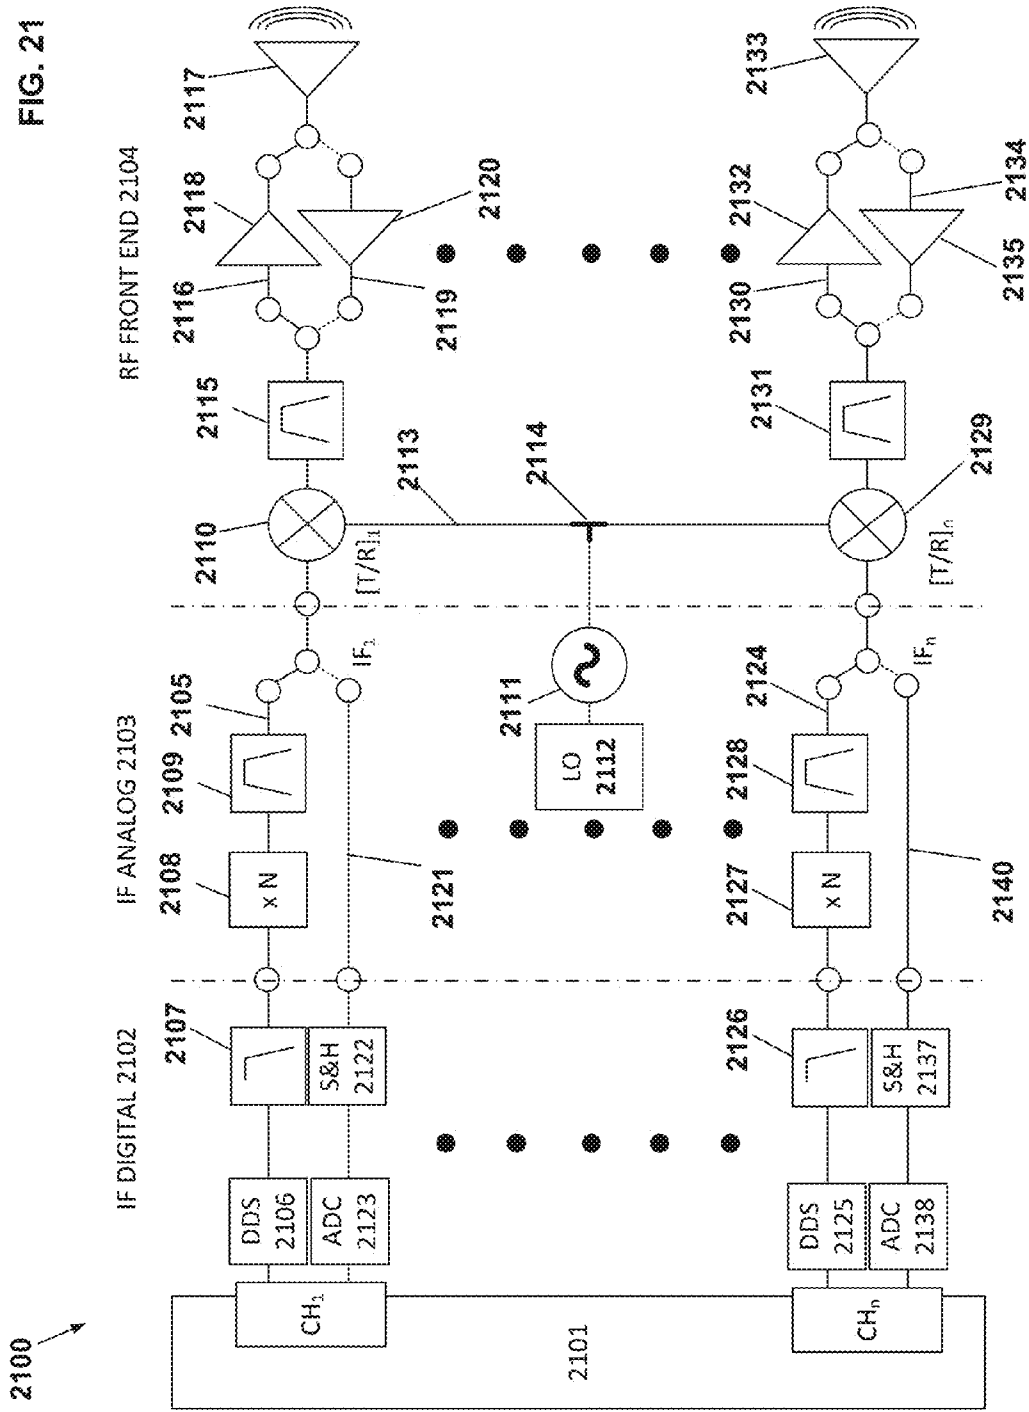 FIG. 21
2100
IF DIGITAL 2102
IF ANALOG 2103
RF FRONT END 2104
2101
CH₁
DDS
2106
ADC
2123
2107
S&H
2122
2108
x N
2109
2105
2121
IF₁
2110
[T/R]₁
2115
2116
2118
2117
2119
2120
LO
2112
2111
2113
2114
CHₙ
DDS
2125
ADC
2138
2126
S&H
2137
2127
x N
2128
2124
2140
IFₙ
[T/R]ₙ
2129
2131
2130
2132
2133
2135
2134